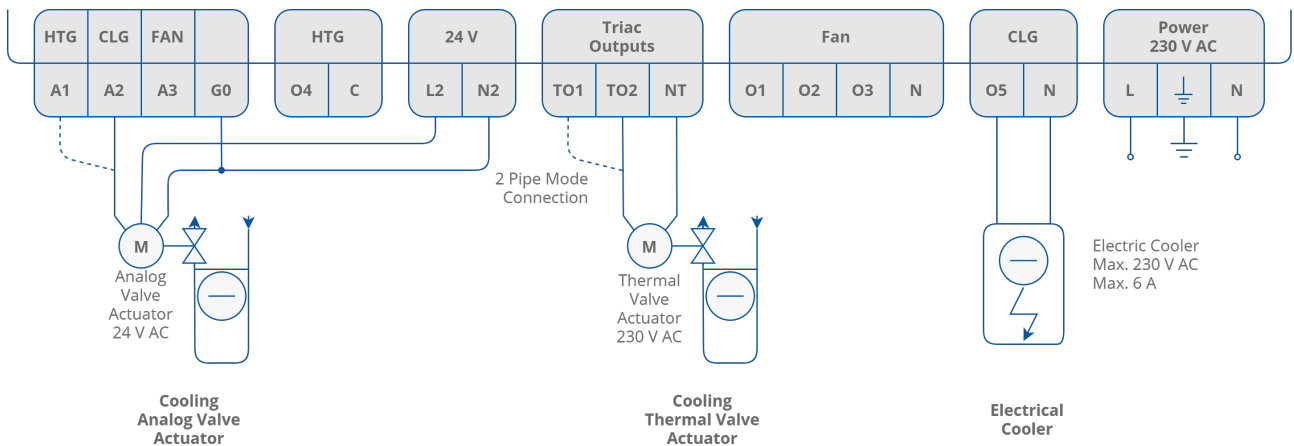 HTG CLG FAN
HTG
24 V
Triac
Outputs
Fan
CLG
Power
230 V AC
A1 A2 A3 G0
O4 C
L2 N2
TO1 TO2 NT
O1 O2 O3 N
O5 N
L N
2 Pipe Mode
Connection
M
Analog
Valve
Actuator
24 V AC
M
Thermal
Valve
Actuator
230 V AC
Electric Cooler
Max. 230 V AC
Max. 6 A
Cooling
Analog Valve
Actuator
Cooling
Thermal Valve
Actuator
Electrical
Cooler